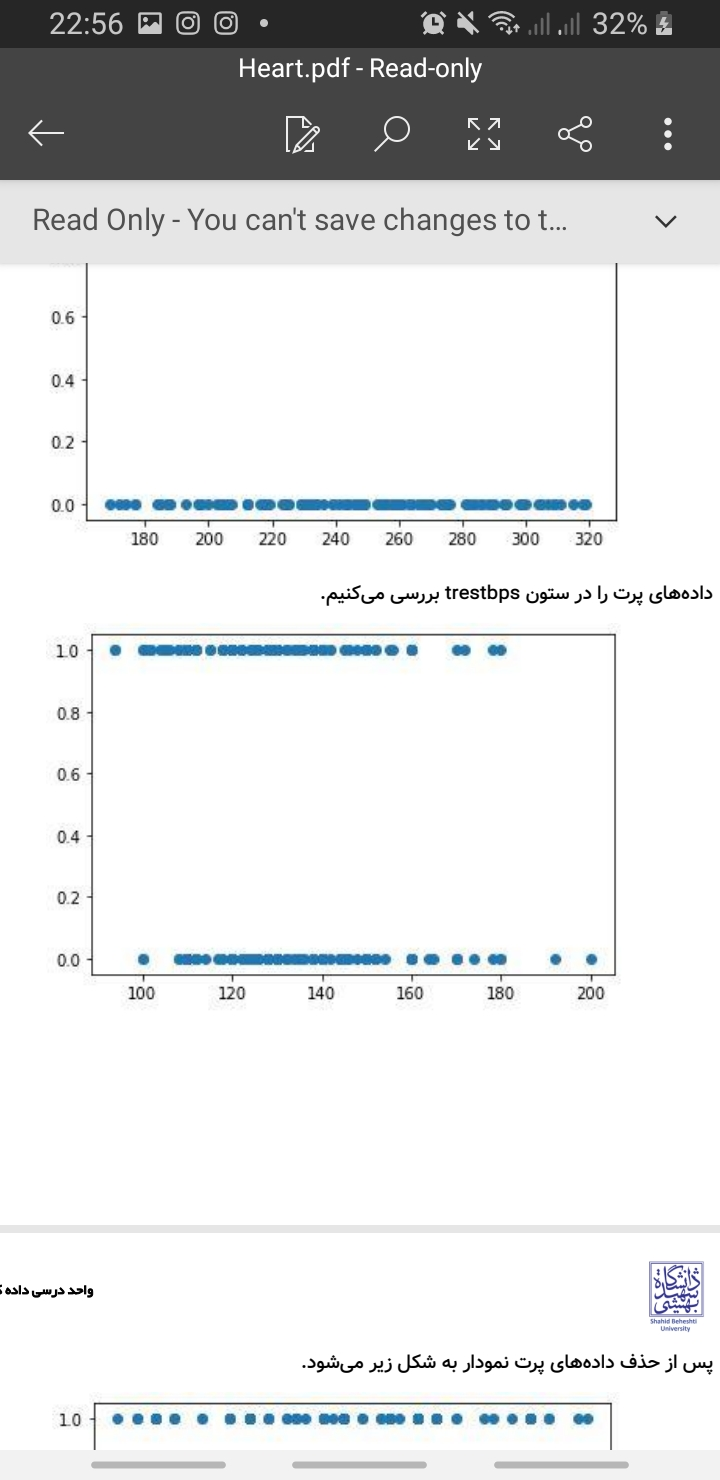 22:56
32%
Heart.pdf - Read-only
Read Only - You can't save changes to t...
0.6
0.4
0.2
0.0
180 200 220 240 260 280 300 320
داده‌های پرت را در ستون trestbps بررسی می‌کنیم.
1.0
0.8
0.6
0.4
0.2
0.0
100 120 140 160 180 200
دانشگاه شهید بهشتی
Shahid Beheshti
University
واحد درسی داده
پس از حذف داده‌های پرت نمودار به شکل زیر می‌شود.
1.0